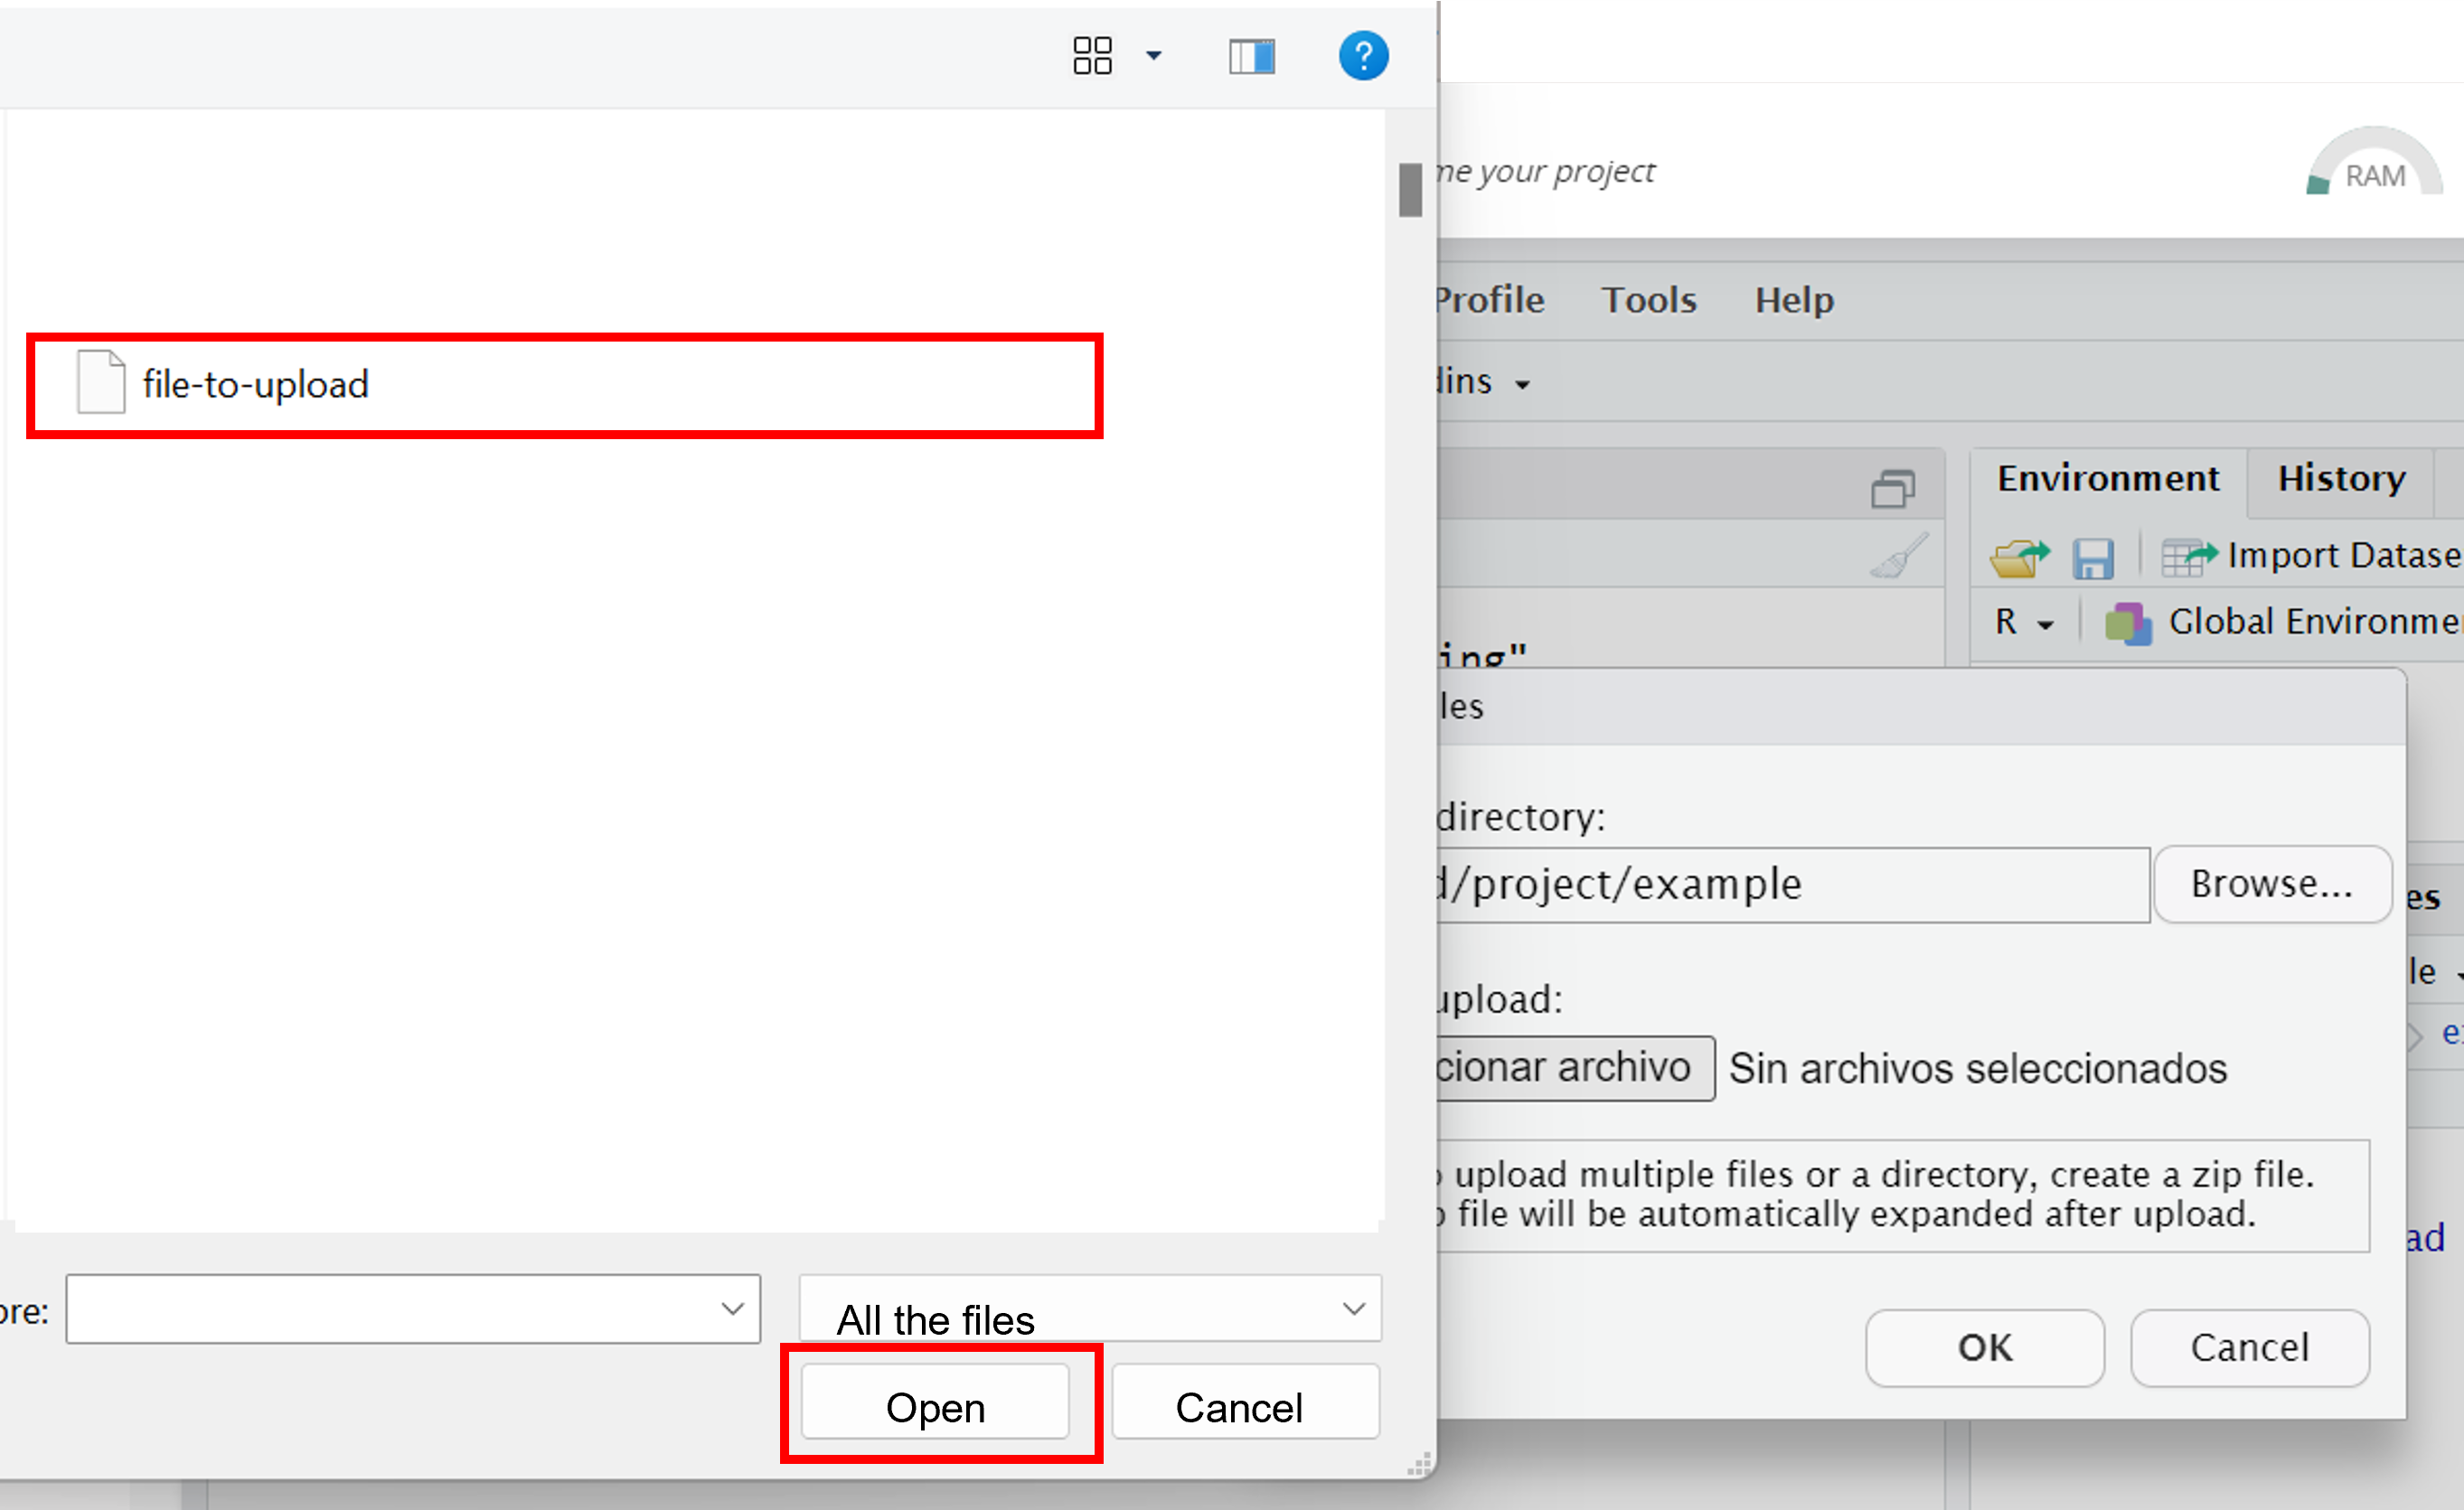 ?
me your project
RAM
Profile Tools Help
file-to-upload
dins
Environment History
Import Datase
R Global Environme
ing"
les
directory:
d/project/example
Browse...
es
le
upload:
e
cionar archivo
Sin archivos seleccionados
o upload multiple files or a directory, create a zip file.
p file will be automatically expanded after upload.
ad
ore:
All the files
OK
Cancel
Open
Cancel